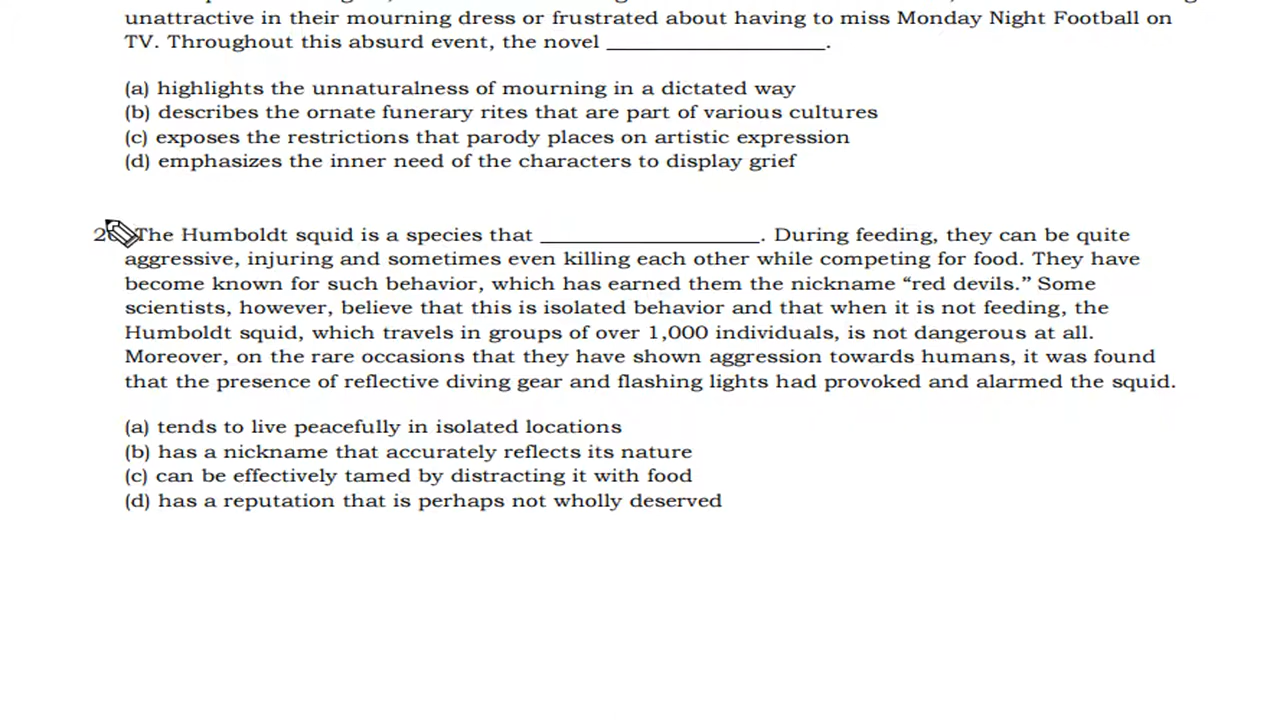 unattractive in their mourning dress or frustrated about having to miss Monday Night Football on
TV. Throughout this absurd event, the novel ____________________.
(a) highlights the unnaturalness of mourning in a dictated way
(b) describes the ornate funerary rites that are part of various cultures
(c) exposes the restrictions that parody places on artistic expression
(d) emphasizes the inner need of the characters to display grief
The Humboldt squid is a species that ____________________. During feeding, they can be quite
aggressive, injuring and sometimes even killing each other while competing for food. They have
become known for such behavior, which has earned them the nickname “red devils.” Some
scientists, however, believe that this is isolated behavior and that when it is not feeding, the
Humboldt squid, which travels in groups of over 1,000 individuals, is not dangerous at all.
Moreover, on the rare occasions that they have shown aggression towards humans, it was found
that the presence of reflective diving gear and flashing lights had provoked and alarmed the squid.
(a) tends to live peacefully in isolated locations
(b) has a nickname that accurately reflects its nature
(c) can be effectively tamed by distracting it with food
(d) has a reputation that is perhaps not wholly deserved